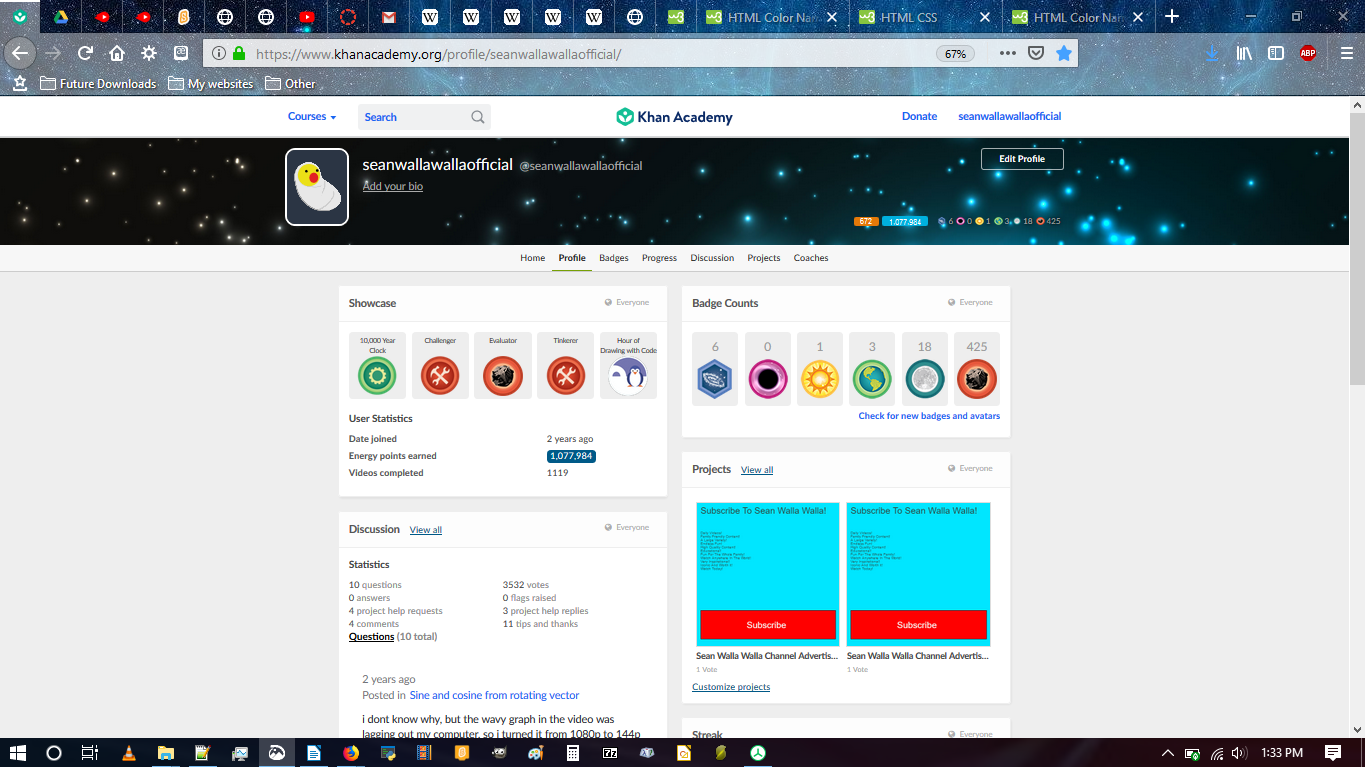 HTML Color Na
HTML CSS
HTML Color Na
https://www.khanacademy.org/profile/seanwallawallaofficial/
67%
ABP
Future Downloads
My websites
Other
Courses
Search
Khan Academy
Donate
seanwallawallaofficial
seanwallawallaofficial @seanwallawallaofficial
Add your bio
Edit Profile
672 1,077,984 6 0 1 3 18 425
Home Profile Badges Progress Discussion Projects Coaches
Showcase
Everyone
10,000 Year
Clock
Challenger
Evaluator
Tinkerer
Hour of
Drawing with Code
User Statistics
Date joined 2 years ago
Energy points earned 1,077,984
Videos completed 1119
Badge Counts
Everyone
6 0 1 3 18 425
Check for new badges and avatars
Discussion View all
Everyone
Statistics
10 questions 3532 votes
0 answers 0 flags raised
4 project help requests 3 project help replies
4 comments 11 tips and thanks
Questions (10 total)
2 years ago
Posted in Sine and cosine from rotating vector
i dont know why, but the wavy graph in the video was
lagging out my computer, so i turned it from 1080p to 144p
Projects View all
Everyone
Subscribe To Sean Walla Walla!
Subscribe
Sean Walla Walla Channel Advertis...
1 Vote
Subscribe To Sean Walla Walla!
Subscribe
Sean Walla Walla Channel Advertis...
1 Vote
Customize projects
Streak
Everyone
1:33 PM